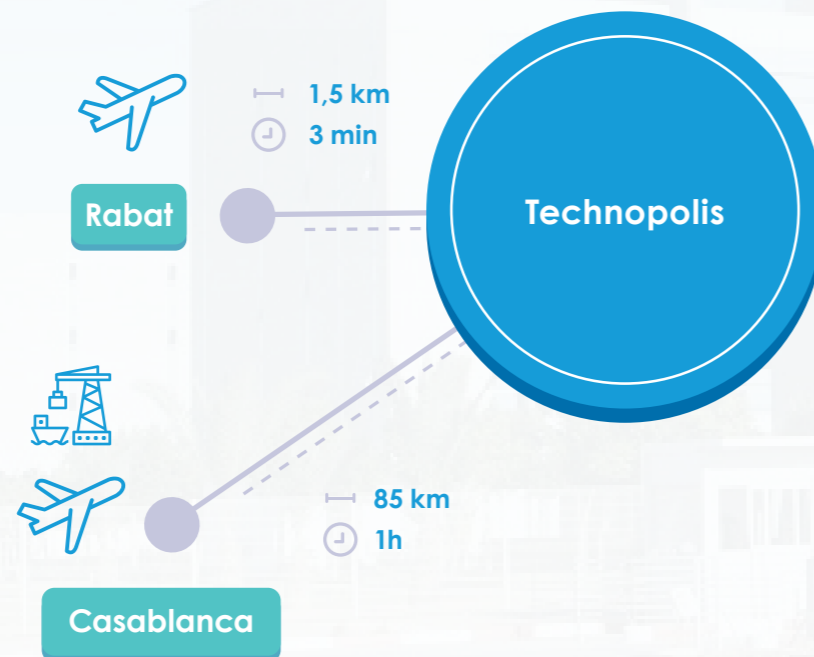 1,5 km
3 min
Rabat
Technopolis
85 km
1h
Casablanca